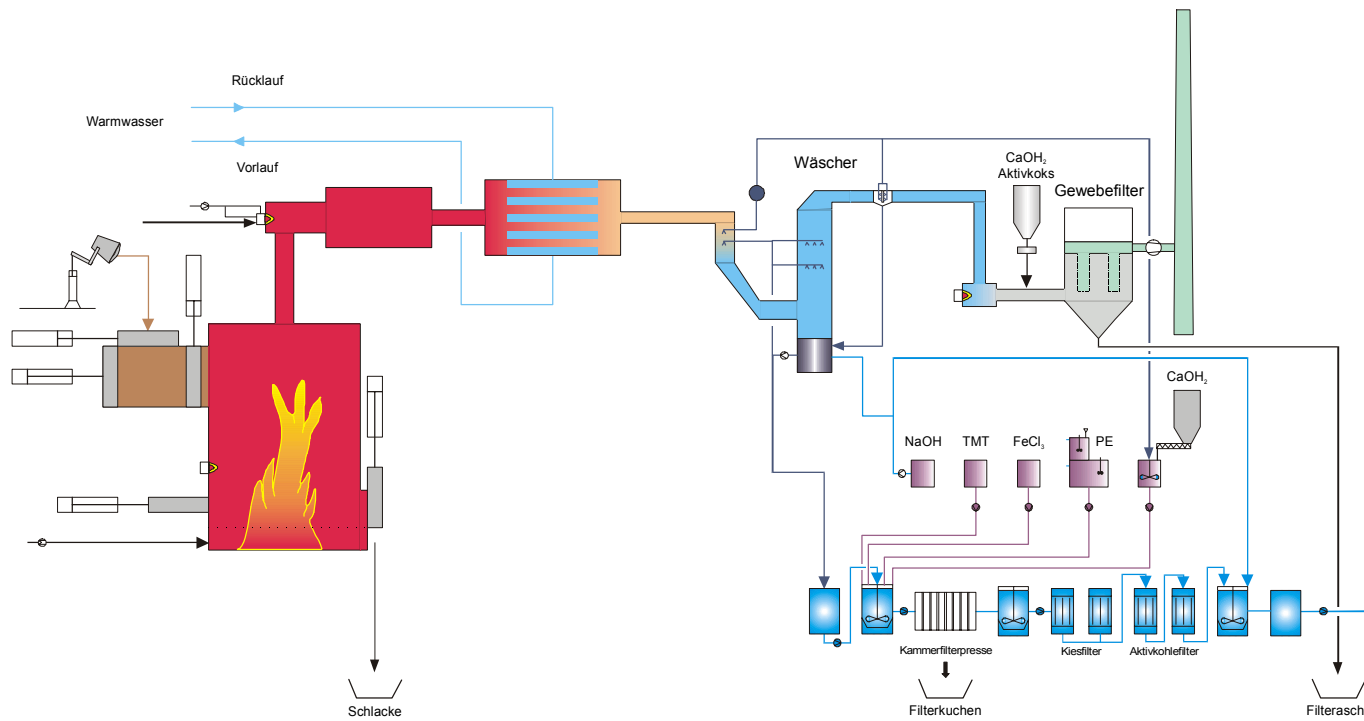 Rücklauf
Warmwasser
Vorlauf
Wäscher
CaOH₂
Aktivkoks
Gewebefilter
CaOH₂
NaOH
TMT
FeCl₃
PE
Kammerfilterpresse
Kiesfilter
Aktivkohlefilter
Schlacke
Filterkuchen
Filterasch